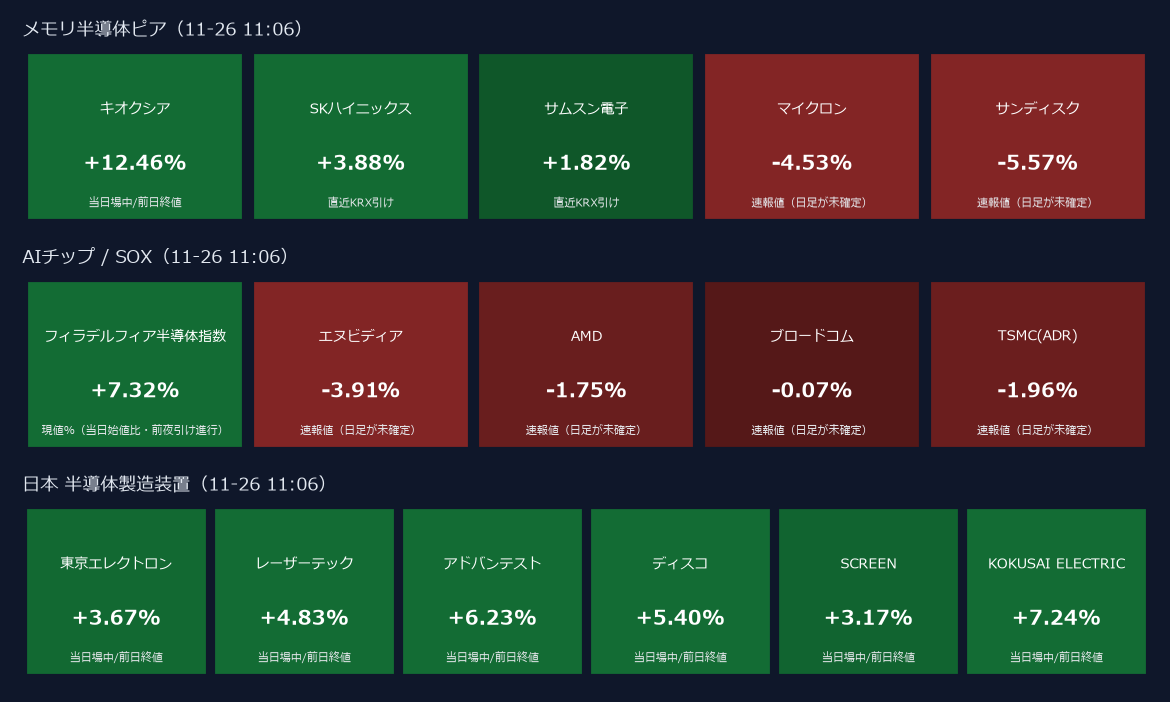 メモリ半導体ピア（11-26 11:06）
キオクシア
+12.46%
当日場中/前日終値
SKハイニックス
+3.88%
直近KRX引け
サムスン電子
+1.82%
直近KRX引け
マイクロン
-4.53%
速報値（日足が未確定）
サンディスク
-5.57%
速報値（日足が未確定）
AIチップ / SOX（11-26 11:06）
フィラデルフィア半導体指数
+7.32%
現値%（当日始値比・前夜引け進行）
エヌビディア
-3.91%
速報値（日足が未確定）
AMD
-1.75%
速報値（日足が未確定）
ブロードコム
-0.07%
速報値（日足が未確定）
TSMC(ADR)
-1.96%
速報値（日足が未確定）
日本 半導体製造装置（11-26 11:06）
東京エレクトロン
+3.67%
当日場中/前日終値
レーザーテック
+4.83%
当日場中/前日終値
アドバンテスト
+6.23%
当日場中/前日終値
ディスコ
+5.40%
当日場中/前日終値
SCREEN
+3.17%
当日場中/前日終値
KOKUSAI ELECTRIC
+7.24%
当日場中/前日終値